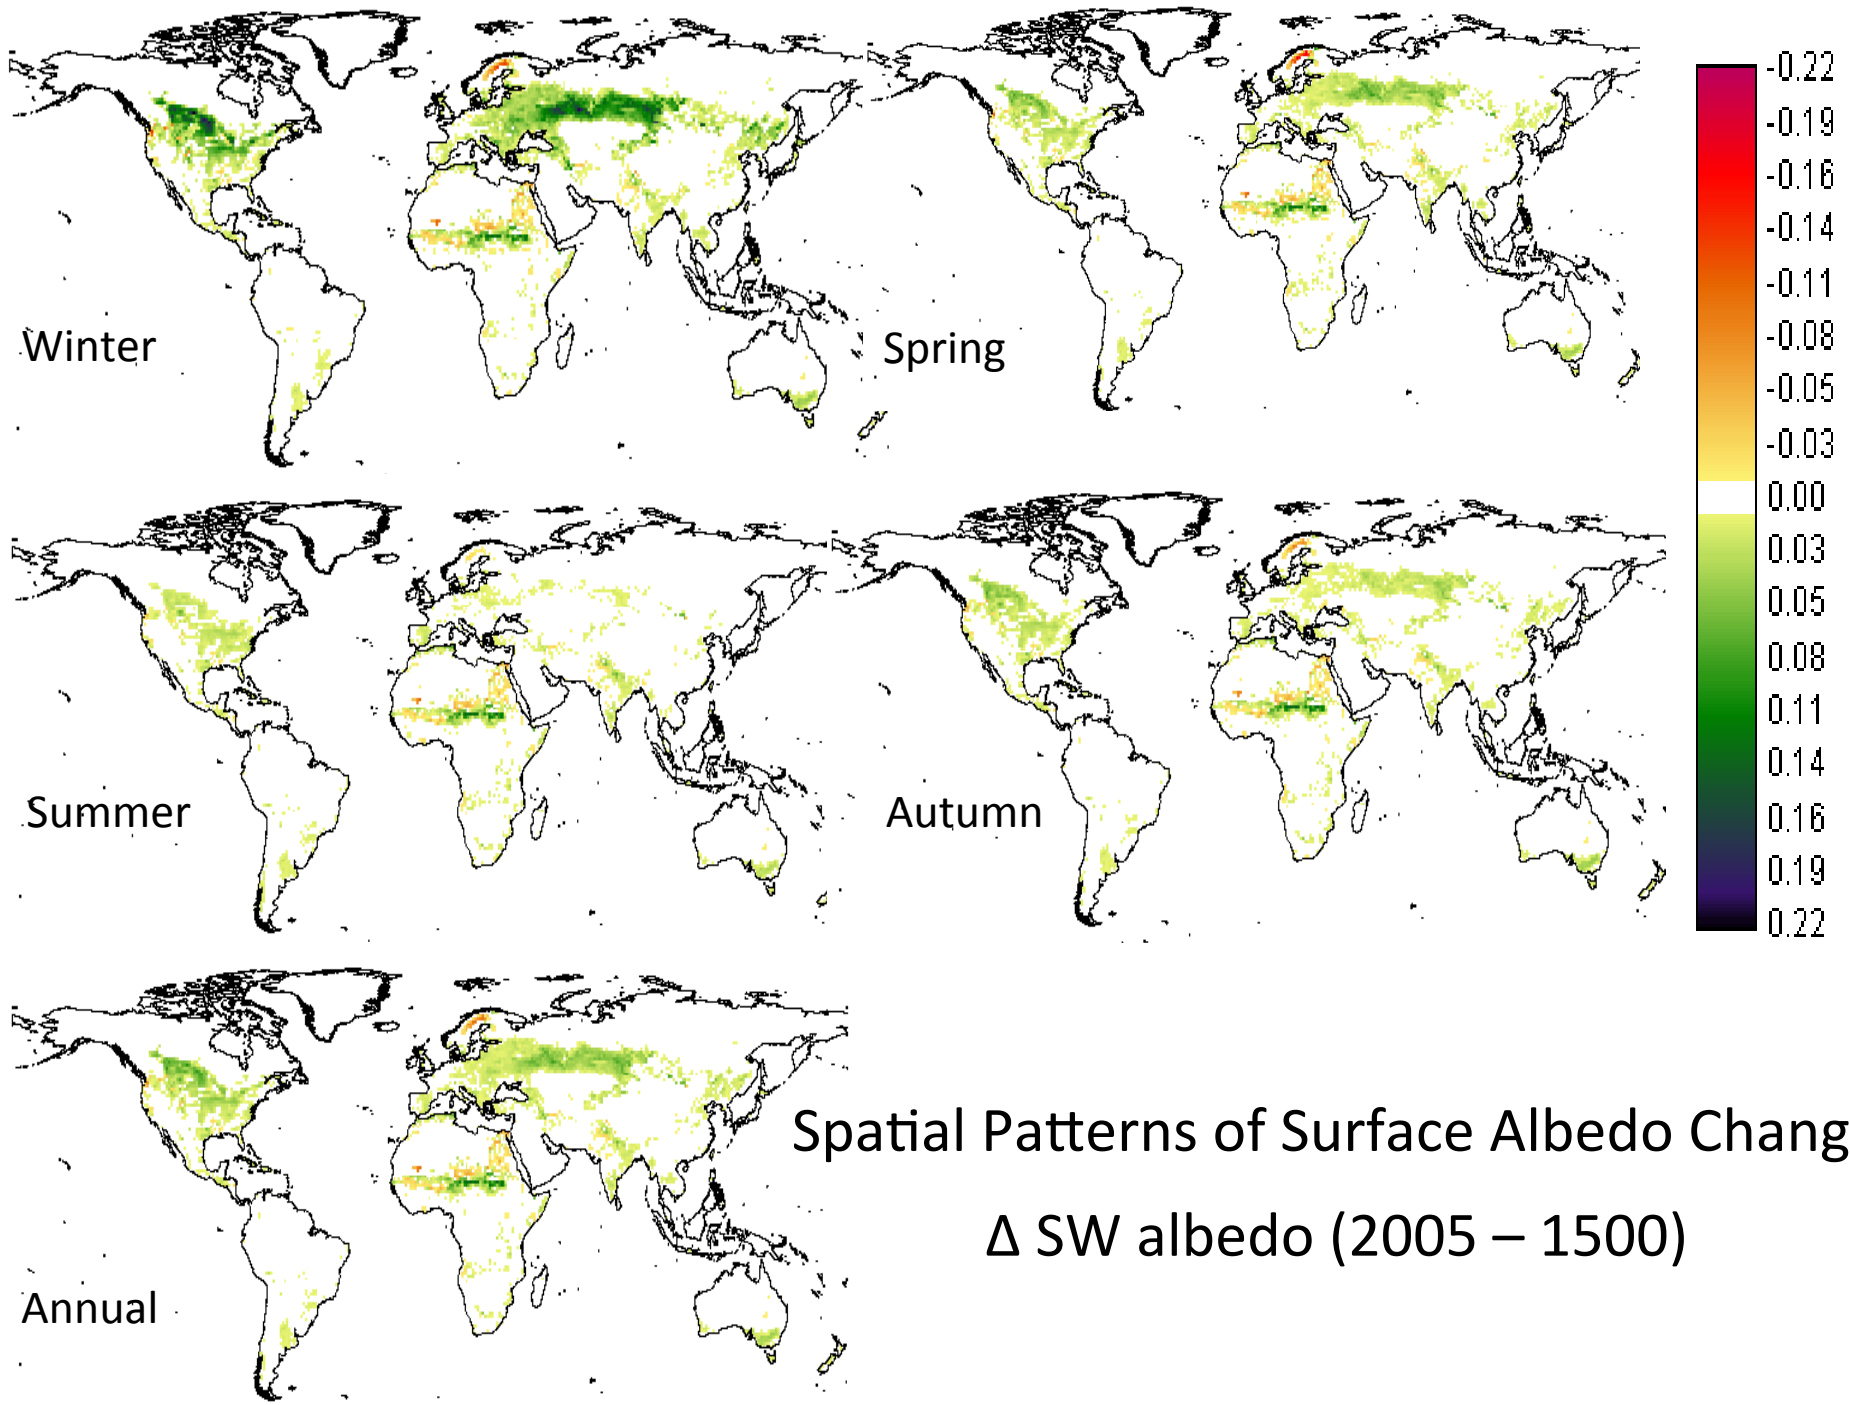 Winter
Spring
Summer
Autumn
Annual
-0.22
-0.19
-0.16
-0.14
-0.11
-0.08
-0.05
-0.03
0.00
0.03
0.05
0.08
0.11
0.14
0.16
0.19
0.22
Spatial Patterns of Surface Albedo Chang
Δ SW albedo (2005 – 1500)